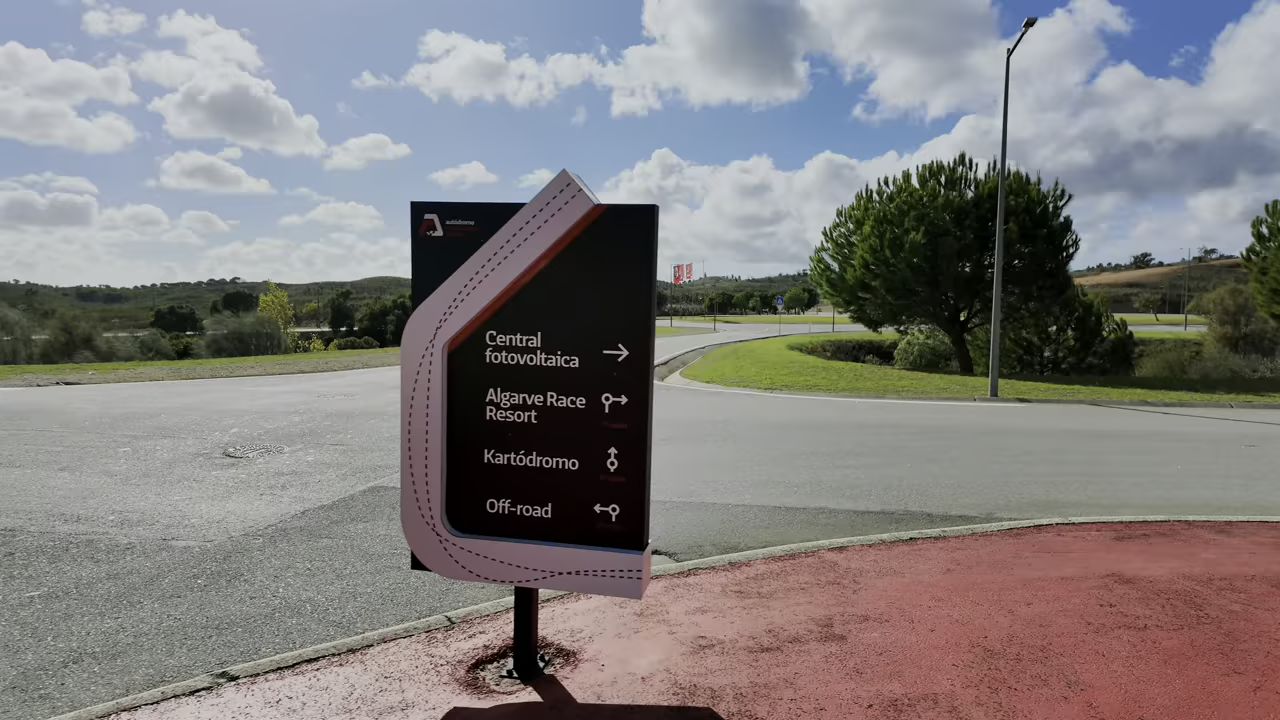 autódromo
Central
fotovoltaica
Algarve Race
Resort
Kartódromo
Off-road